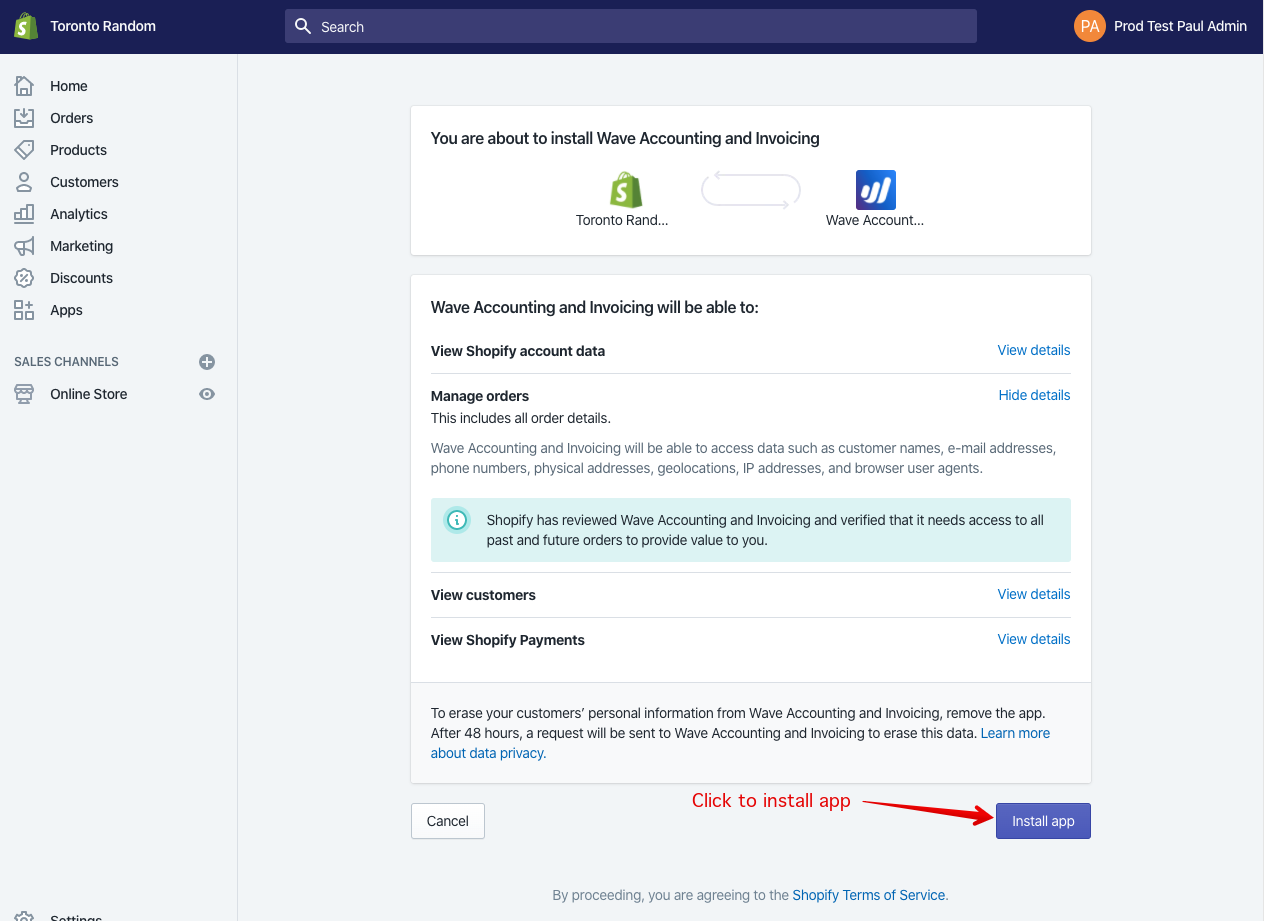 Toronto Random
Search
PA
Prod Test Paul Admin
Home
Orders
Products
Customers
Analytics
Marketing
Discounts
Apps
SALES CHANNELS
Online Store
Settings
You are about to install Wave Accounting and Invoicing
Toronto Rand...
Wave Account...
Wave Accounting and Invoicing will be able to:
View Shopify account data
View details
Manage orders
Hide details
This includes all order details.
Wave Accounting and Invoicing will be able to access data such as customer names, e-mail addresses,
phone numbers, physical addresses, geolocations, IP addresses, and browser user agents.
Shopify has reviewed Wave Accounting and Invoicing and verified that it needs access to all
past and future orders to provide value to you.
View customers
View details
View Shopify Payments
View details
To erase your customers’ personal information from Wave Accounting and Invoicing, remove the app.
After 48 hours, a request will be sent to Wave Accounting and Invoicing to erase this data. Learn more
about data privacy.
Click to install app
Cancel
Install app
By proceeding, you are agreeing to the Shopify Terms of Service.